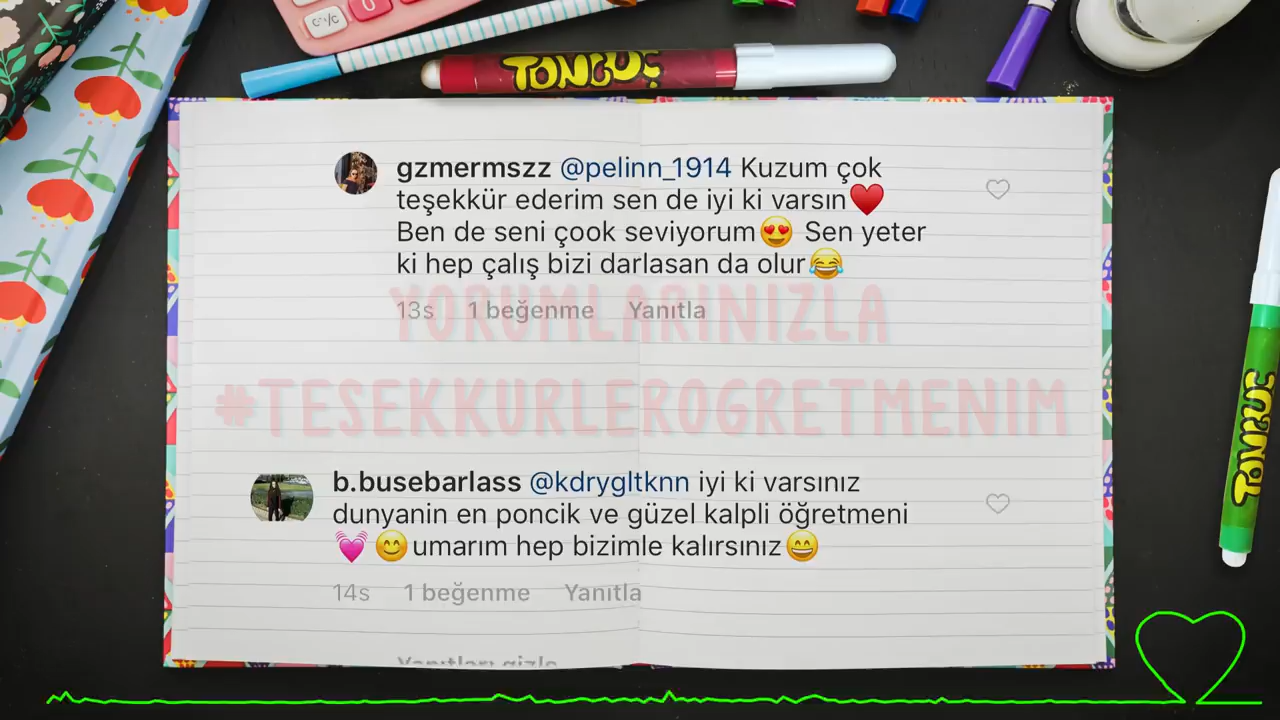 C·√C
TONGUÇ
gzmermszz @pelinn_1914 Kuzum çok
teşekkür ederim sen de iyi ki varsın♥️
Ben de seni çook seviyorum😍 Sen yeter
ki hep çalış bizi darlasan da olur😂
13s 1 beğenme Yanıtla
YORUMLARINIZLA
#TESEKKURLEROGRETMENIM
b.busebarlass @kdrygltknn iyi ki varsınız
dunyanin en poncik ve güzel kalpli öğretmeni
💓😊umarım hep bizimle kalırsınız😄
14s 1 beğenme Yanıtla
Yanıtları gizle
TONGUÇ